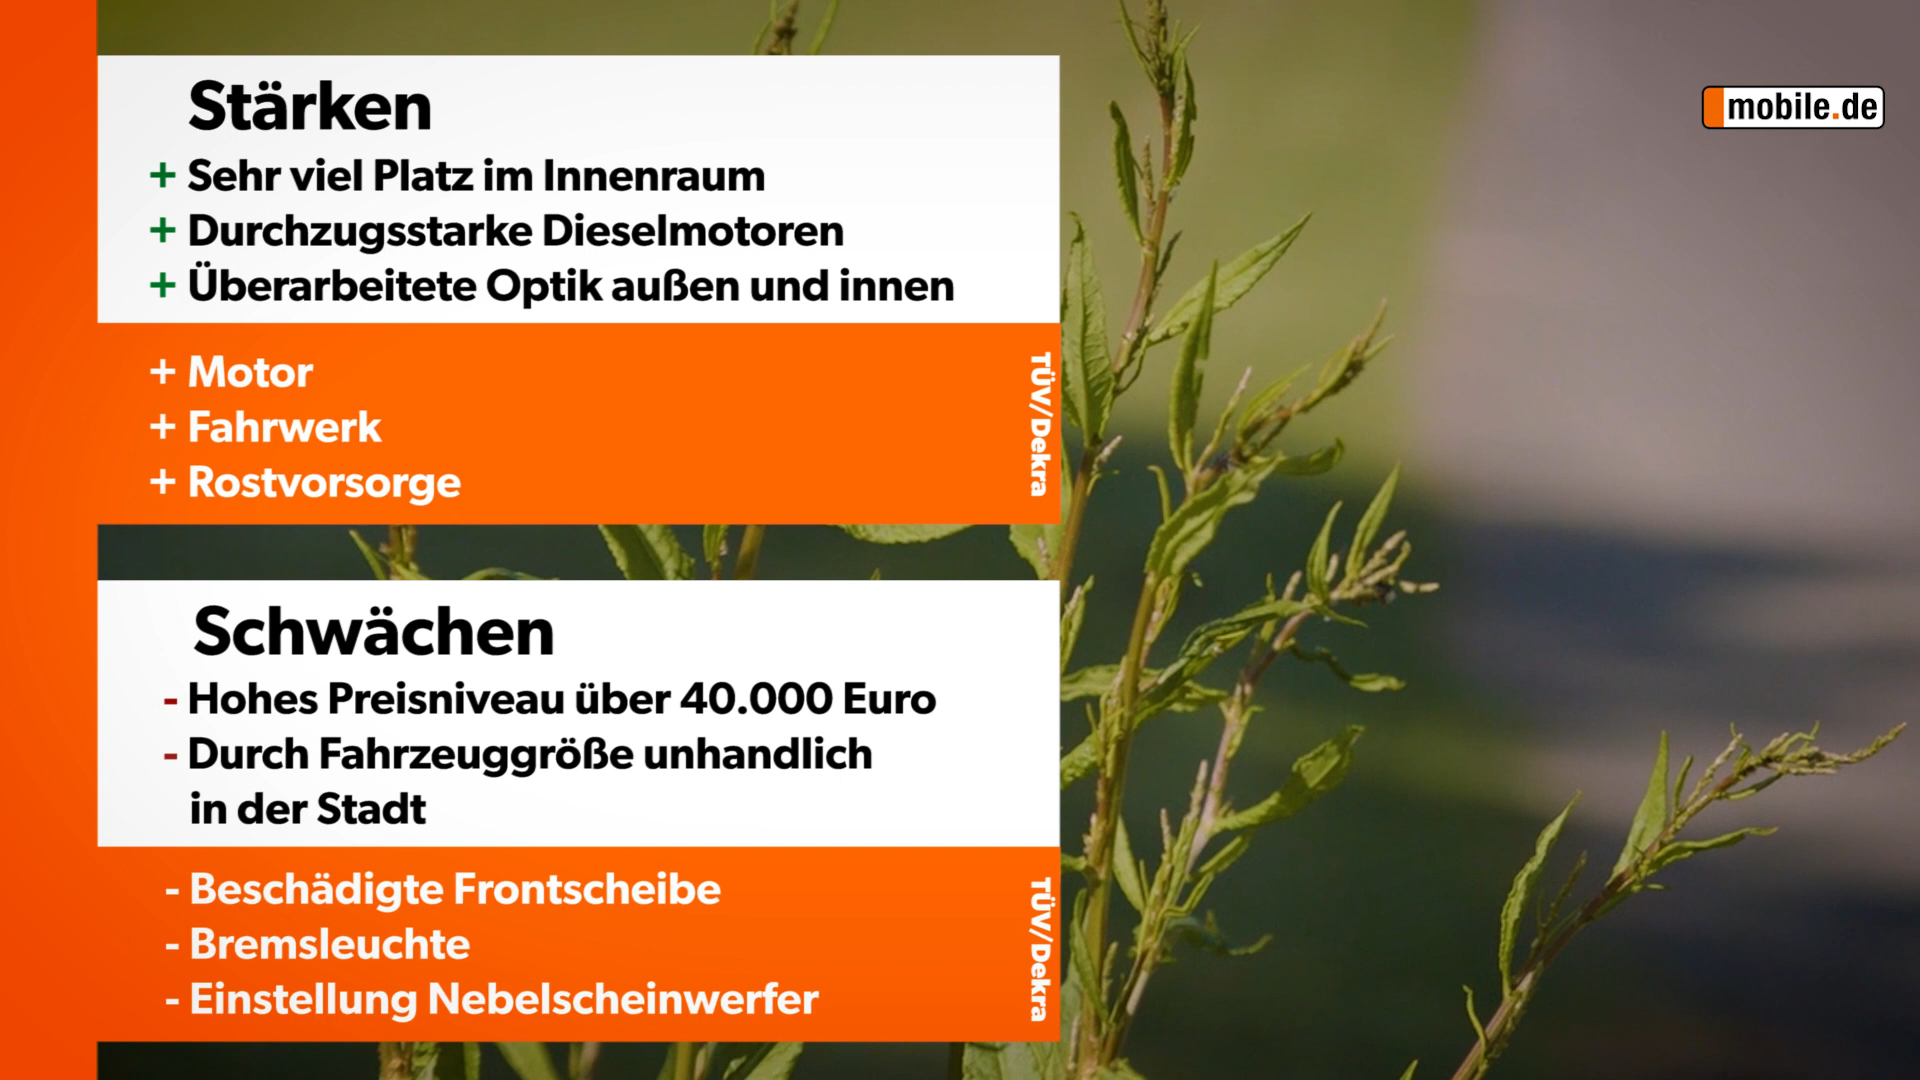 Stärken
+ Sehr viel Platz im Innenraum
+ Durchzugsstarke Dieselmotoren
+ Überarbeitete Optik außen und innen
+ Motor
+ Fahrwerk
+ Rostvorsorge
TÜV/Dekra
Schwächen
- Hohes Preisniveau über 40.000 Euro
- Durch Fahrzeuggröße unhandlich
in der Stadt
- Beschädigte Frontscheibe
- Bremsleuchte
- Einstellung Nebelscheinwerfer
TÜV/Dekra
mobile.de